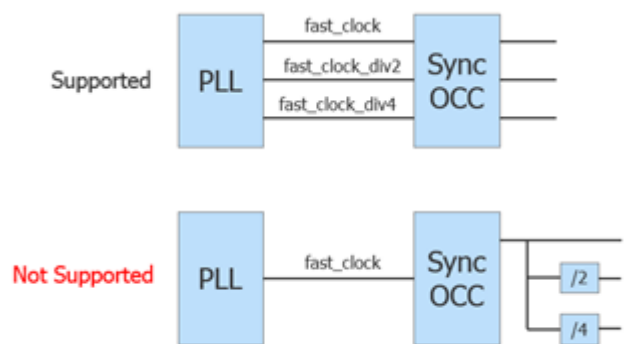 fast_clock
Supported
PLL
fast_clock_div2
Sync
OCC
fast_clock_div4
Not Supported
PLL
fast_clock
Sync
OCC
/2
/4